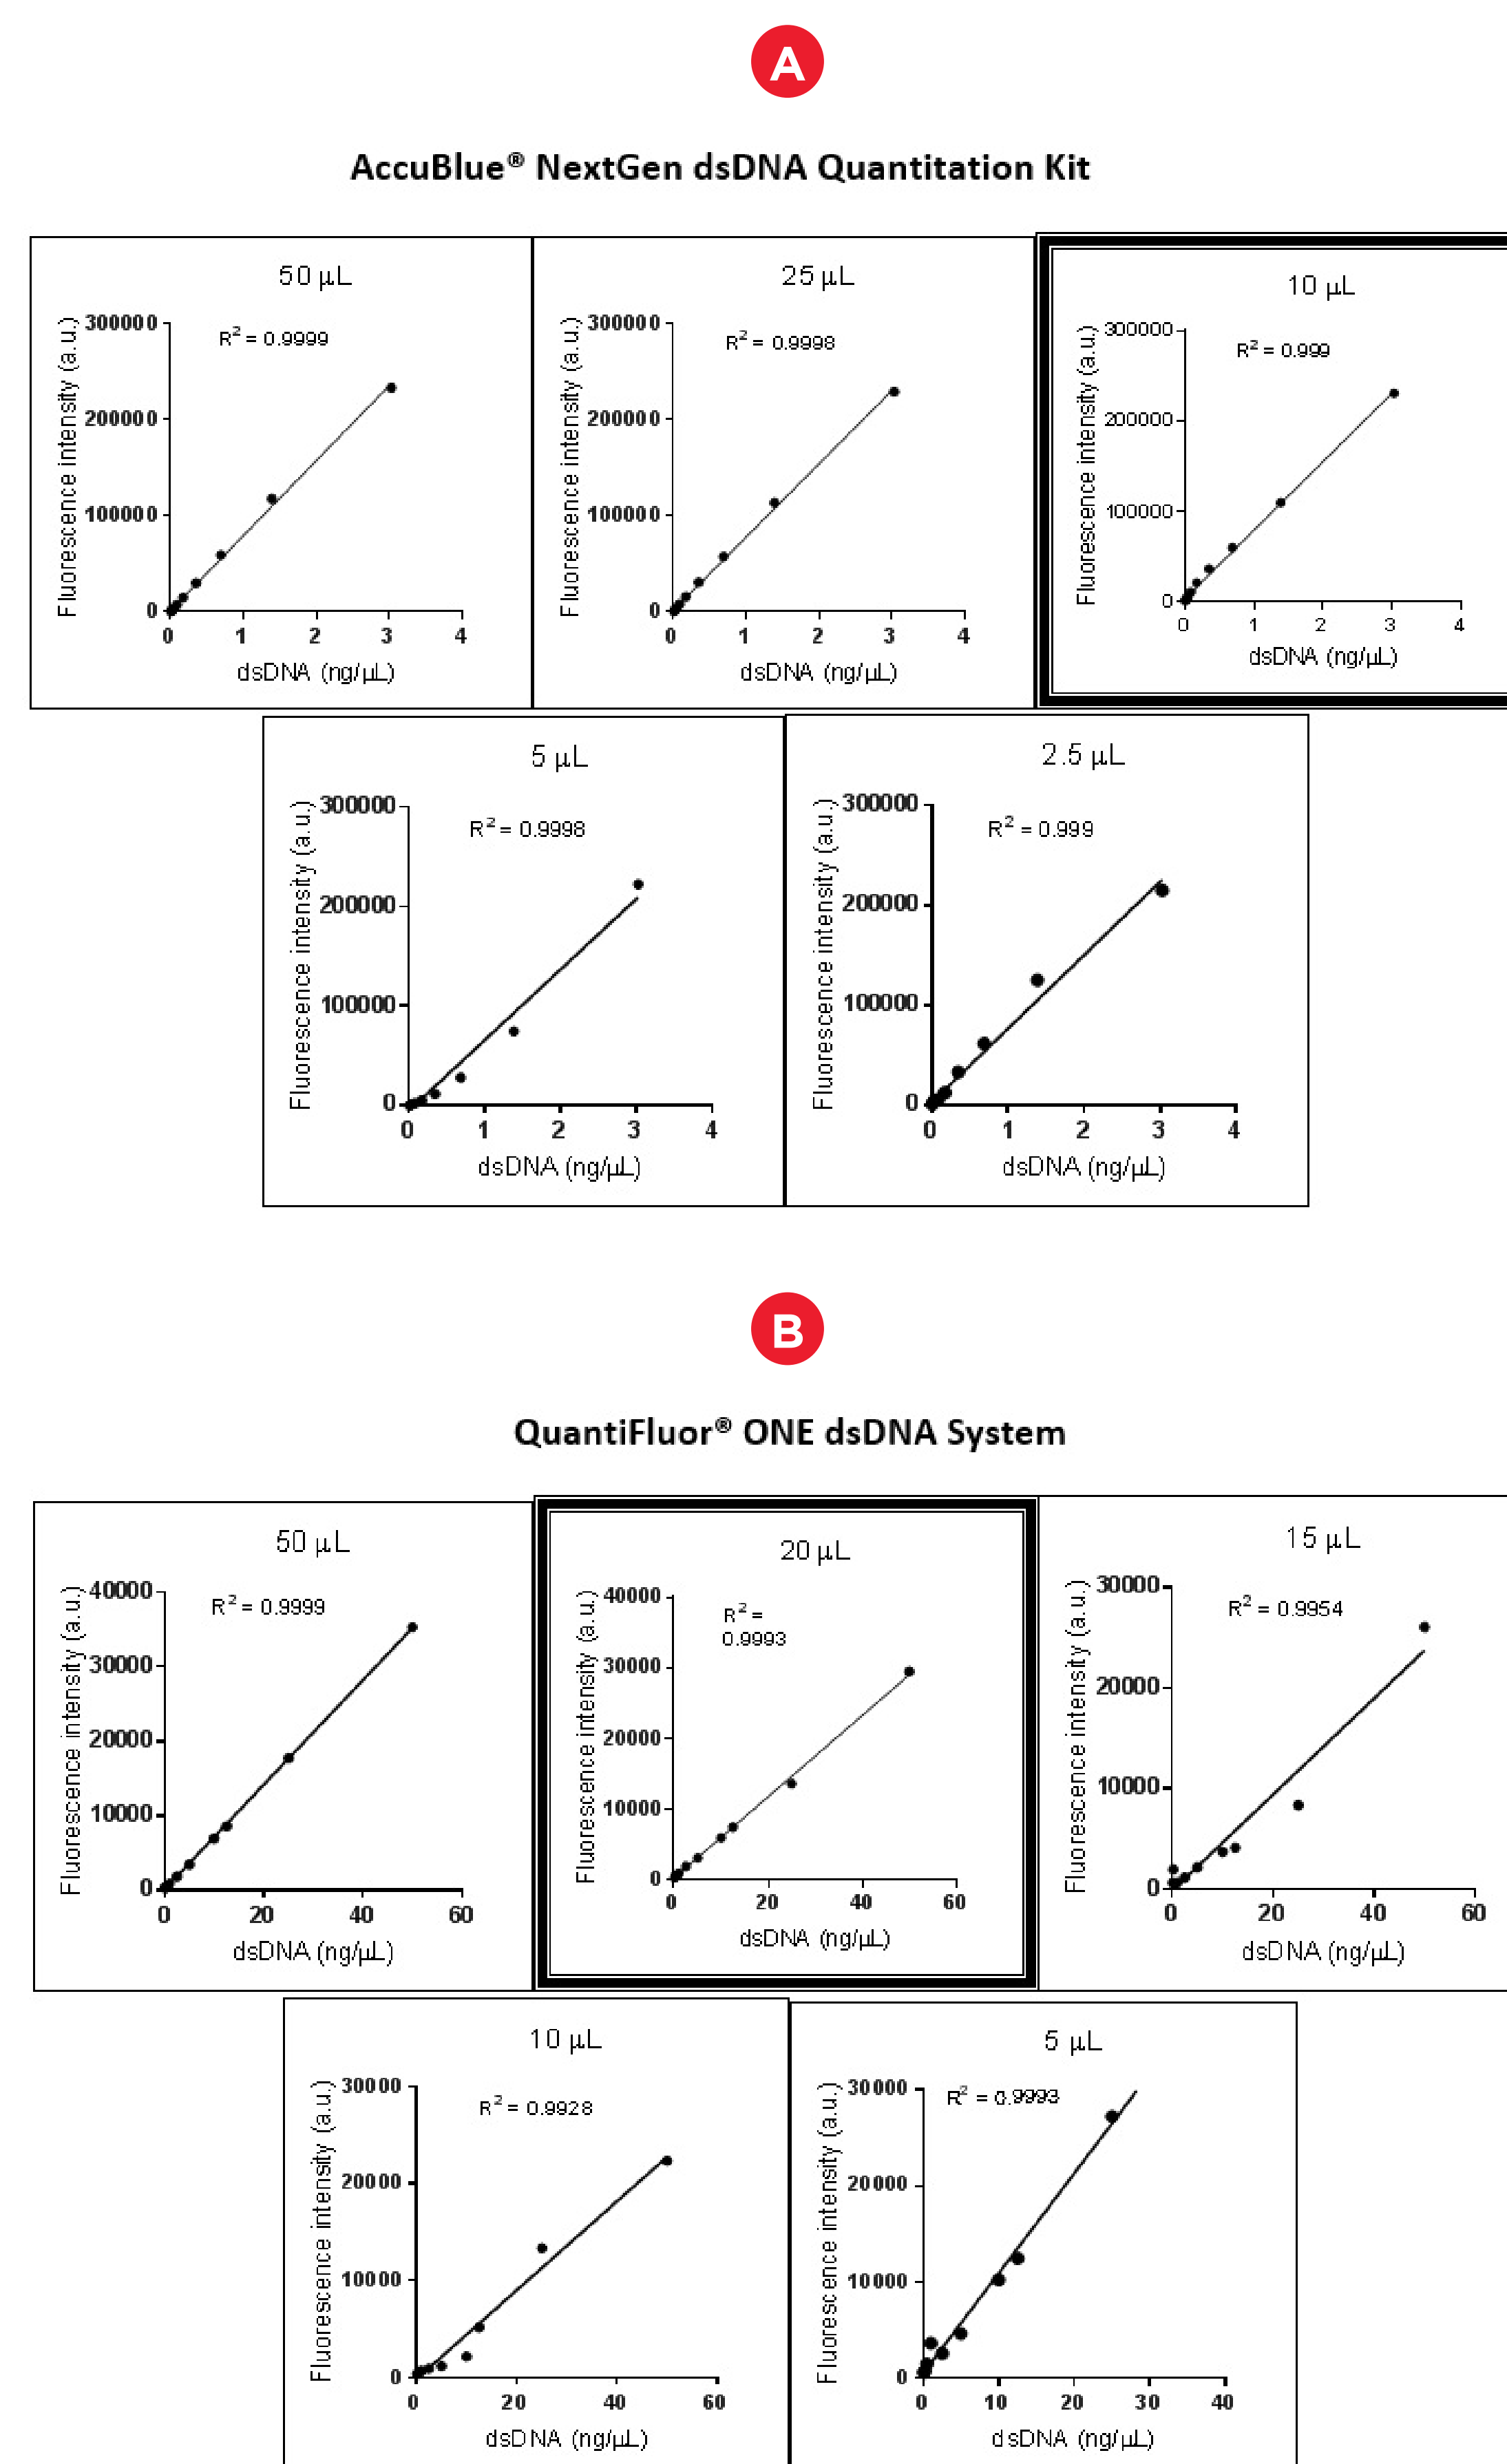 A
AccuBlue® NextGen dsDNA Quantitation Kit
50 µL
R² = 0.9999
Fluorescence intensity (a.u.)
300000
200000
100000
0
0 1 2 3 4
dsDNA (ng/µL)
25 µL
R² = 0.9998
Fluorescence intensity (a.u.)
300000
200000
100000
0
0 1 2 3 4
dsDNA (ng/µL)
10 µL
R² = 0.999
Fluorescence intensity (a.u.)
300000
200000
100000
0
0 1 2 3 4
dsDNA (ng/µL)
5 µL
R² = 0.9998
Fluorescence intensity (a.u.)
300000
200000
100000
0
0 1 2 3 4
dsDNA (ng/µL)
2.5 µL
R² = 0.999
Fluorescence intensity (a.u.)
300000
200000
100000
0
0 1 2 3 4
dsDNA (ng/µL)
B
QuantiFluor® ONE dsDNA System
50 µL
R² = 0.9999
Fluorescence intensity (a.u.)
40000
30000
20000
10000
0
0 20 40 60
dsDNA (ng/µL)
20 µL
R² =
0.9993
Fluorescence intensity (a.u.)
40000
30000
20000
10000
0
0 20 40 60
dsDNA (ng/µL)
15 µL
R² = 0.9954
Fluorescence intensity (a.u.)
30000
20000
10000
0
0 20 40 60
dsDNA (ng/µL)
10 µL
R² = 0.9928
Fluorescence intensity (a.u.)
30000
20000
10000
0
0 20 40 60
dsDNA (ng/µL)
5 µL
R² = 0.9993
Fluorescence intensity (a.u.)
30000
20000
10000
0
0 10 20 30 40
dsDNA (ng/µL)